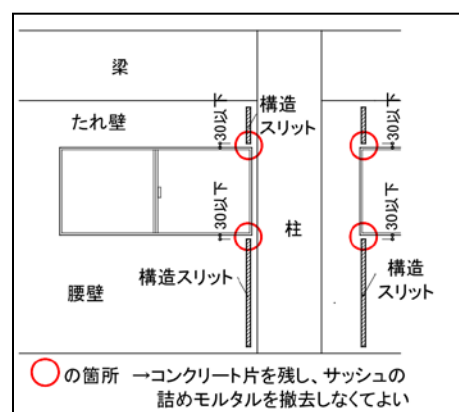 梁
たれ壁
構造
スリット
30以下
30以下
30以下
30以下
柱
腰壁
構造スリット
構造
スリット
の箇所 →コンクリート片を残し、サッシュの
詰めモルタルを撤去しなくてよい